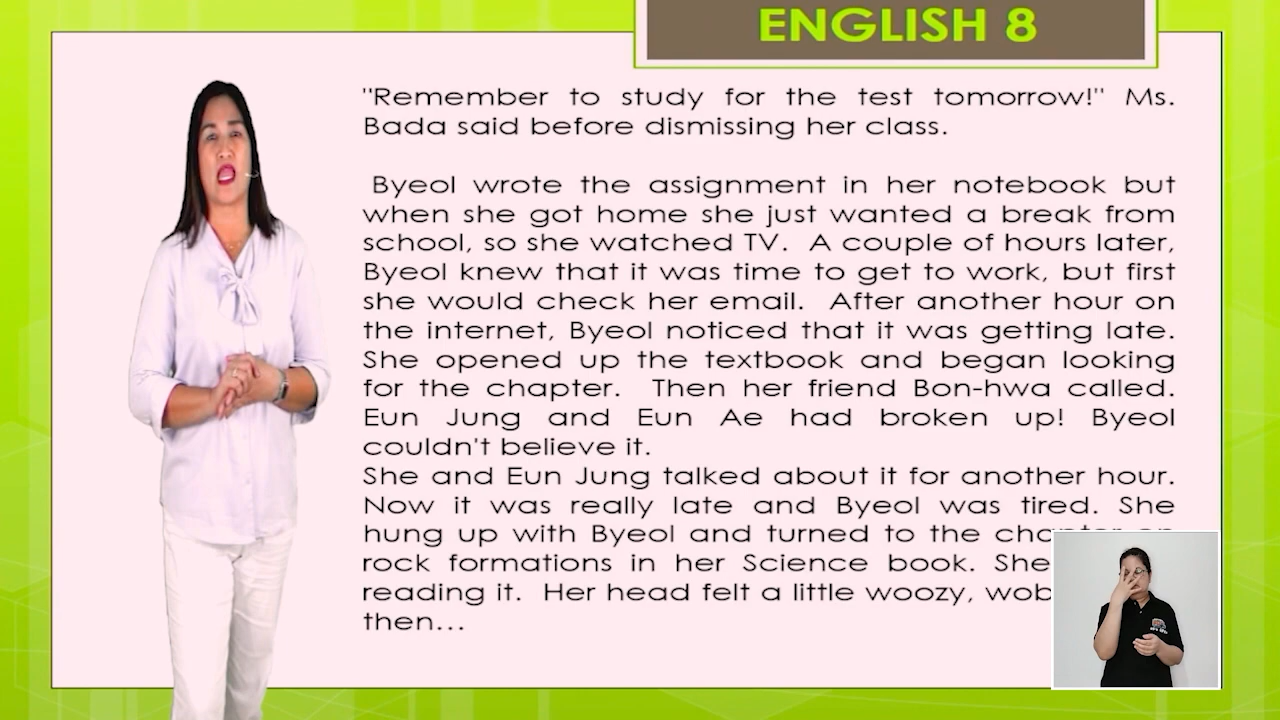 ENGLISH 8
"Remember to study for the test tomorrow!" Ms.
Bada said before dismissing her class.
Byeol wrote the assignment in her notebook but
when she got home she just wanted a break from
school, so she watched TV. A couple of hours later,
Byeol knew that it was time to get to work, but first
she would check her email. After another hour on
the internet, Byeol noticed that it was getting late.
She opened up the textbook and began looking
for the chapter. Then her friend Bon-hwa called.
Eun Jung and Eun Ae had broken up! Byeol
couldn't believe it.
She and Eun Jung talked about it for another hour.
Now it was really late and Byeol was tired. She
hung up with Byeol and turned to the
rock formations in her Science book. She
reading it. Her head felt a little woozy,
then...